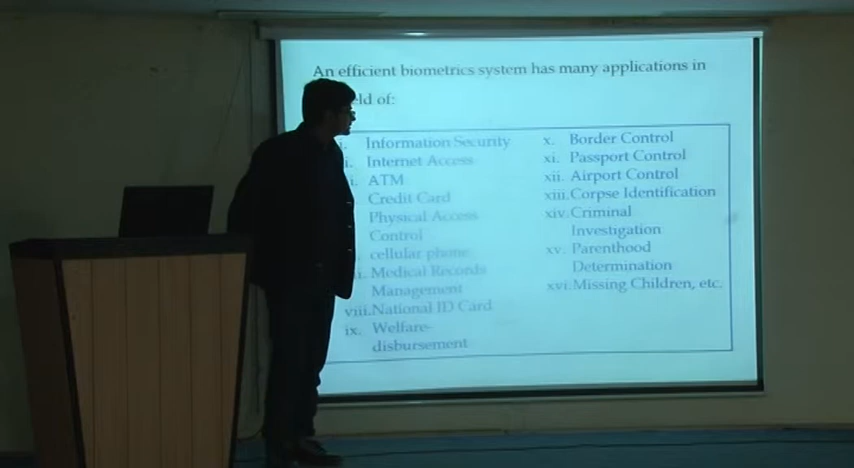 An efficient biometrics system has many applications in
eld of:
i. Information Security
i. Internet Access
i. ATM
Credit Card
Physical Access
Control
. cellular phone
i. Medical Records
Management
viii. National ID Card
ix. Welfare-
disbursement
x. Border Control
xi. Passport Control
xii. Airport Control
xiii. Corpse Identification
xiv. Criminal
Investigation
xv. Parenthood
Determination
xvi. Missing Children, etc.